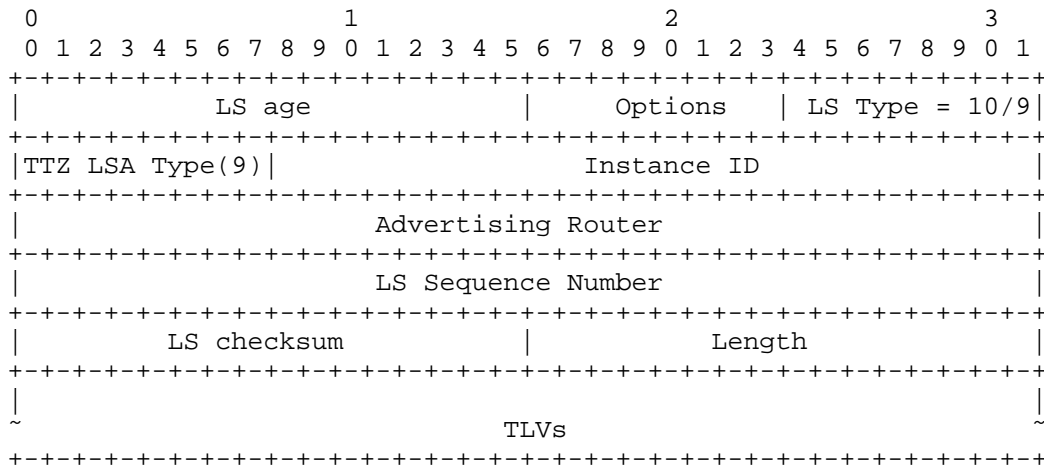 0                   1                   2                   3
 0 1 2 3 4 5 6 7 8 9 0 1 2 3 4 5 6 7 8 9 0 1 2 3 4 5 6 7 8 9 0 1
+-+-+-+-+-+-+-+-+-+-+-+-+-+-+-+-+-+-+-+-+-+-+-+-+-+-+-+-+-+-+-+-+
|            LS age             |     Options   | LS Type = 10/9|
+-+-+-+-+-+-+-+-+-+-+-+-+-+-+-+-+-+-+-+-+-+-+-+-+-+-+-+-+-+-+-+-+
|TTZ LSA Type(9)|                   Instance ID                 |
+-+-+-+-+-+-+-+-+-+-+-+-+-+-+-+-+-+-+-+-+-+-+-+-+-+-+-+-+-+-+-+-+
|                      Advertising Router                       |
+-+-+-+-+-+-+-+-+-+-+-+-+-+-+-+-+-+-+-+-+-+-+-+-+-+-+-+-+-+-+-+-+
|                      LS Sequence Number                       |
+-+-+-+-+-+-+-+-+-+-+-+-+-+-+-+-+-+-+-+-+-+-+-+-+-+-+-+-+-+-+-+-+
|         LS checksum           |           Length              |
+-+-+-+-+-+-+-+-+-+-+-+-+-+-+-+-+-+-+-+-+-+-+-+-+-+-+-+-+-+-+-+-+
|                                                               |
~                              TLVs                             ~
+-+-+-+-+-+-+-+-+-+-+-+-+-+-+-+-+-+-+-+-+-+-+-+-+-+-+-+-+-+-+-+-+